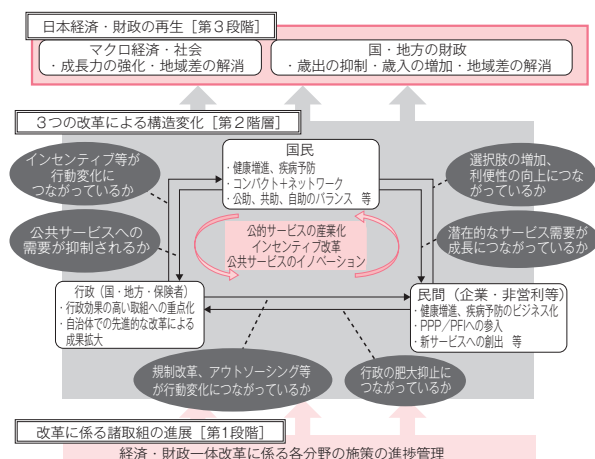 日本経済・財政の再生［第３段階］
マクロ経済・社会
・成長力の強化・地域差の解消
国・地方の財政
・歳出の抑制・歳入の増加・地域差の解消
３つの改革による構造変化［第２階層］
インセンティブ等が
行動変化に
つながっているか
国民
・健康増進、疾病予防
・コンパクト＋ネットワーク
・公助、共助、自助のバランス　等
選択肢の増加、
利便性の向上につな
がっているか
公共サービスへの
需要が抑制されるか
公的サービスの産業化
インセンティブ改革
公共サービスのイノベーション
潜在的なサービス需要が
成長につながっているか
行政（国・地方・保険者）
・行政効果の高い取組への重点化
・自治体での先進的な改革による
成果拡大
民間（企業・非営利等）
・健康増進、疾病予防のビジネス化
・PPP／PFIへの参入
・新サービスへの創出　等
規制改革、アウトソーシング等
が行動変化につながっているか
行政の肥大抑止に
つながっているか
改革に係る諸取組の進展［第１段階］
経済・財政一体改革に係る各分野の施策の進捗管理